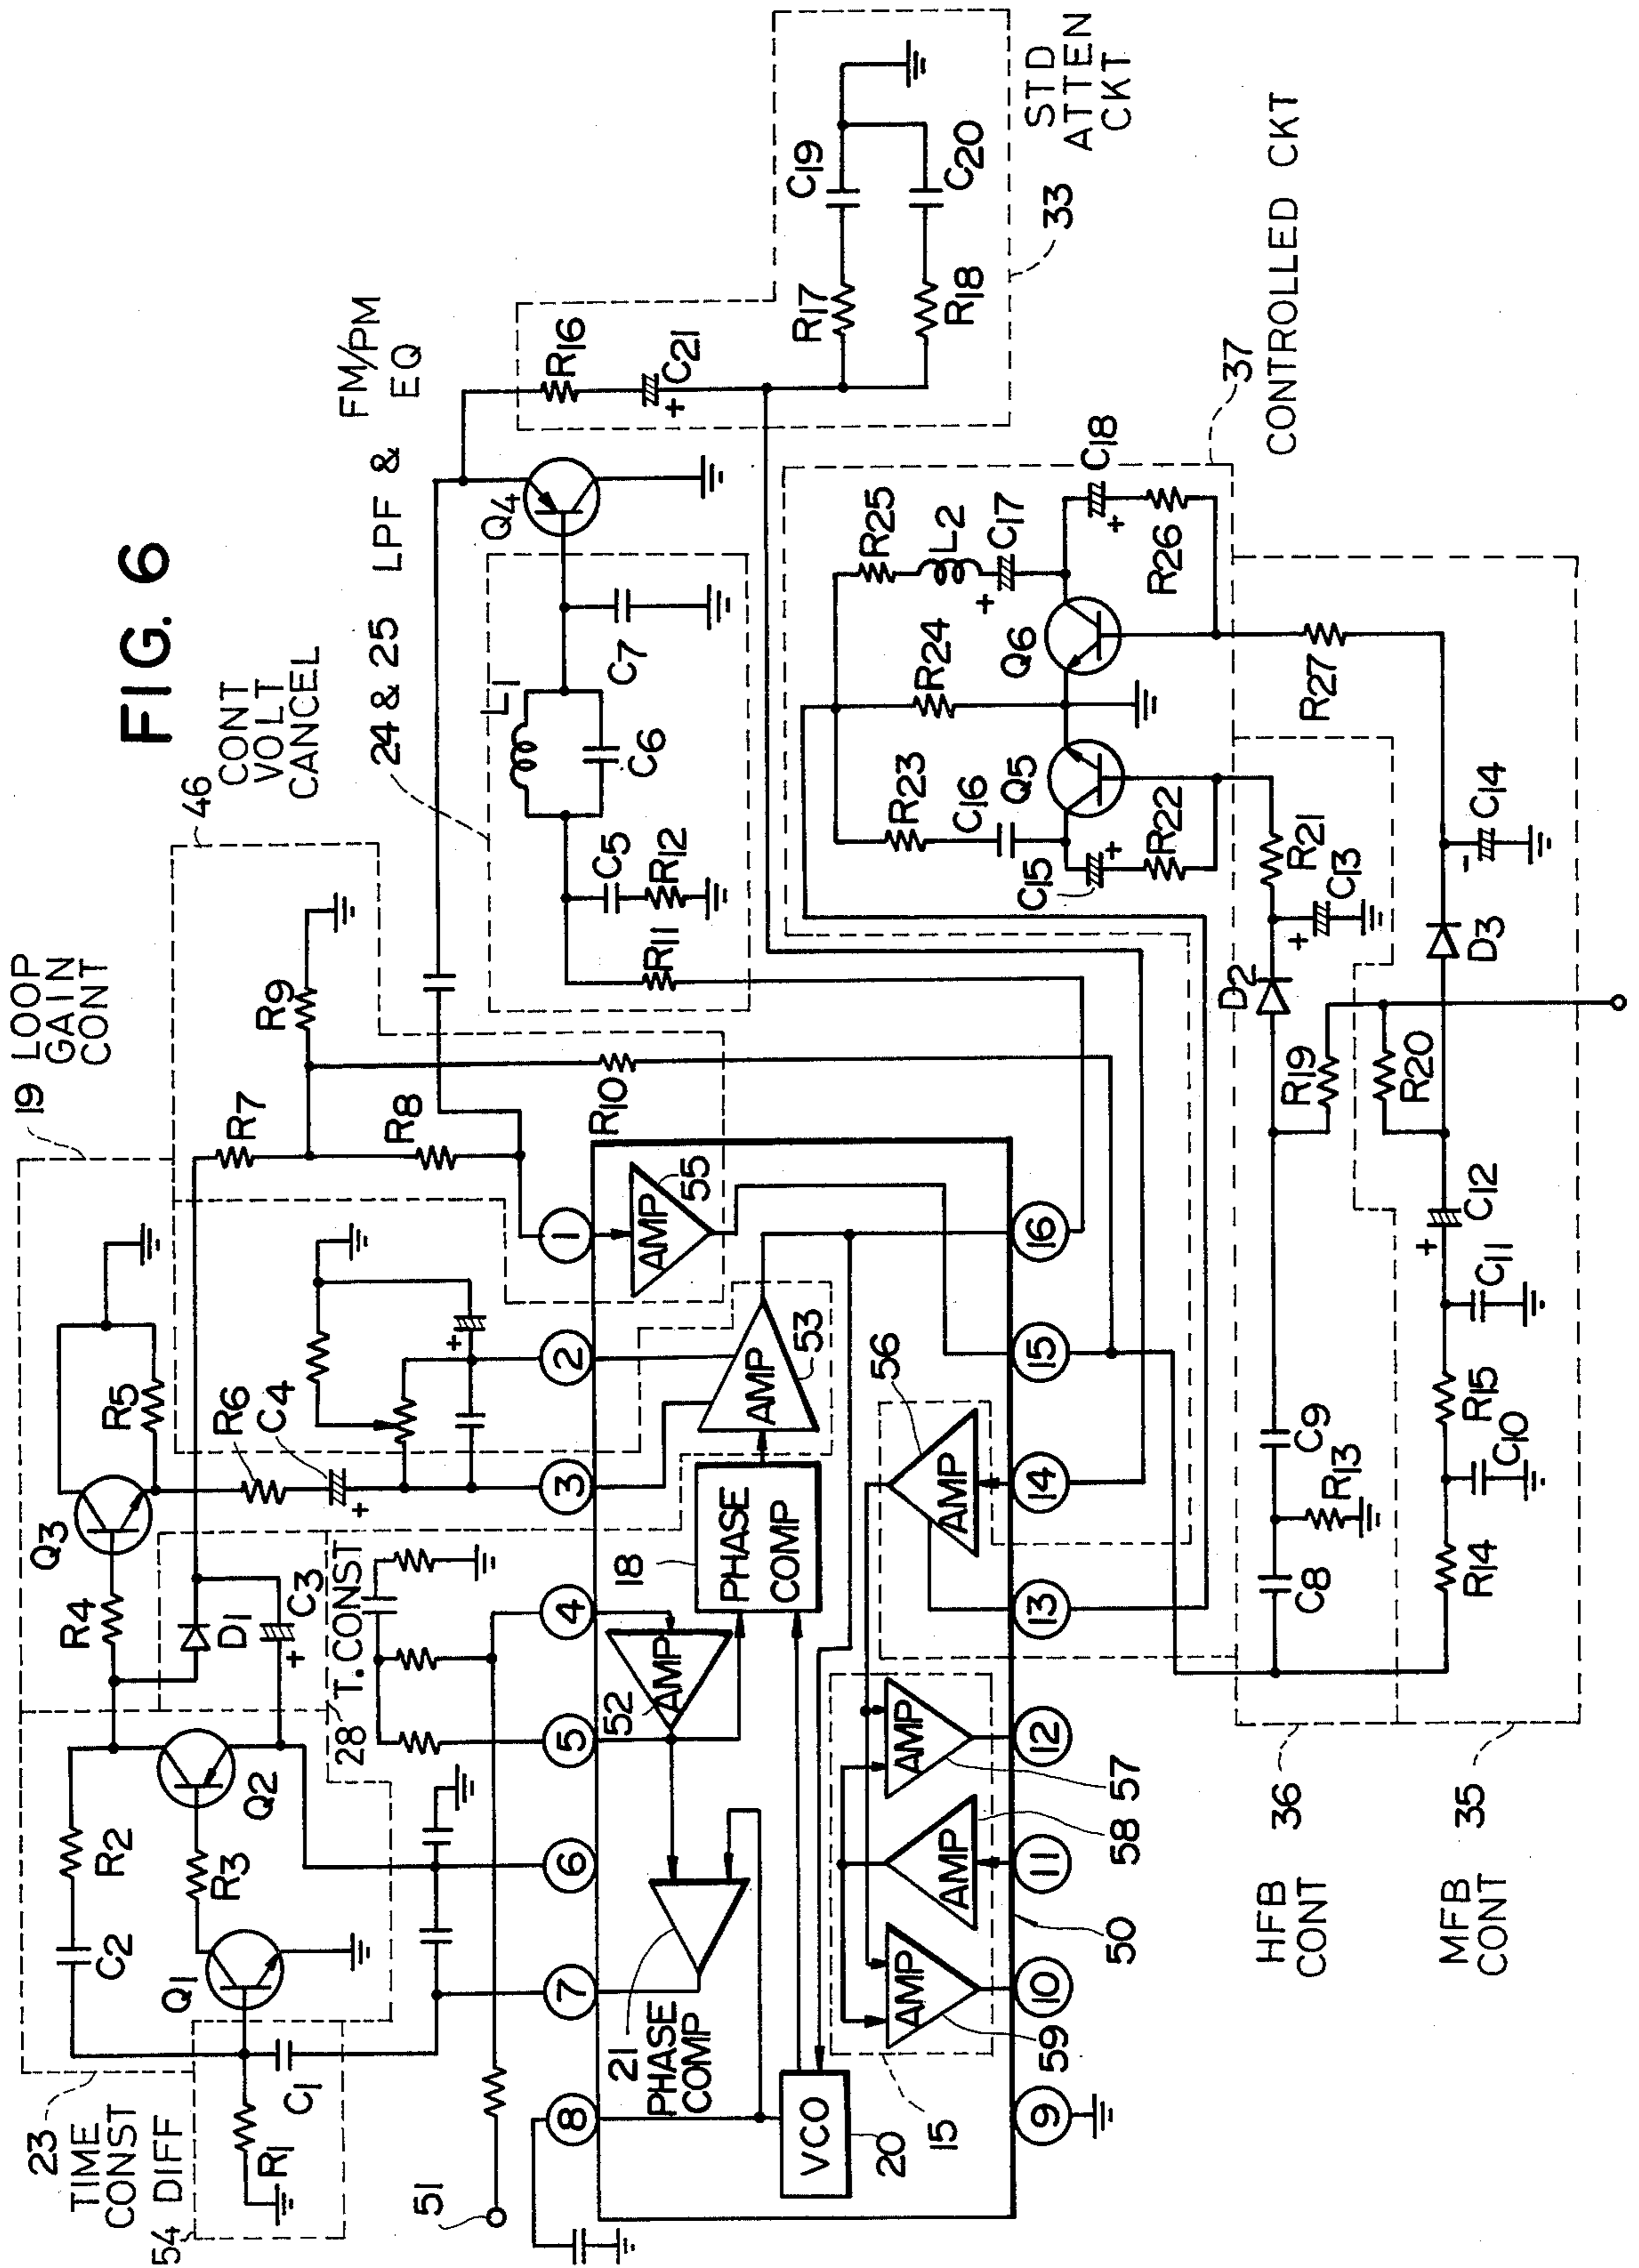 FIG. 6
19 LOOP
GAIN
CONT
46
CONT
VOLT
CANCEL
24 & 25
LPF &
FM/PM
EQ
23
TIME
CONST
54 DIFF
28 T. CONST
Q1
Q2
Q3
Q4
C1
C2
C3
C4
R1
R2
R3
R4
R5
R6
R7
R8
R9
R10
D1
R11
C5
R12
L1
C6
C7
R16
C21
R17
C19
R18
C20
33
STD
ATTEN
CKT
51
8
7
6
5
4
3
2
1
21
PHASE
COMP
52
AMP
18
PHASE
COMP
AMP
53
AMP
55
VCO
20
15
AMP
59
AMP
58
AMP
57
AMP
56
9
10
11
12
13
14
15
16
50
R23
C16
C15
R22
Q5
R24
R25
L2
C17
Q6
C18
R26
37
CONTROLLED CKT
R27
R21
C13
D2
R19
R20
C14
D3
C12
C11
R15
C10
R14
C9
R13
C8
HFB
CONT
36
MFB
CONT
35